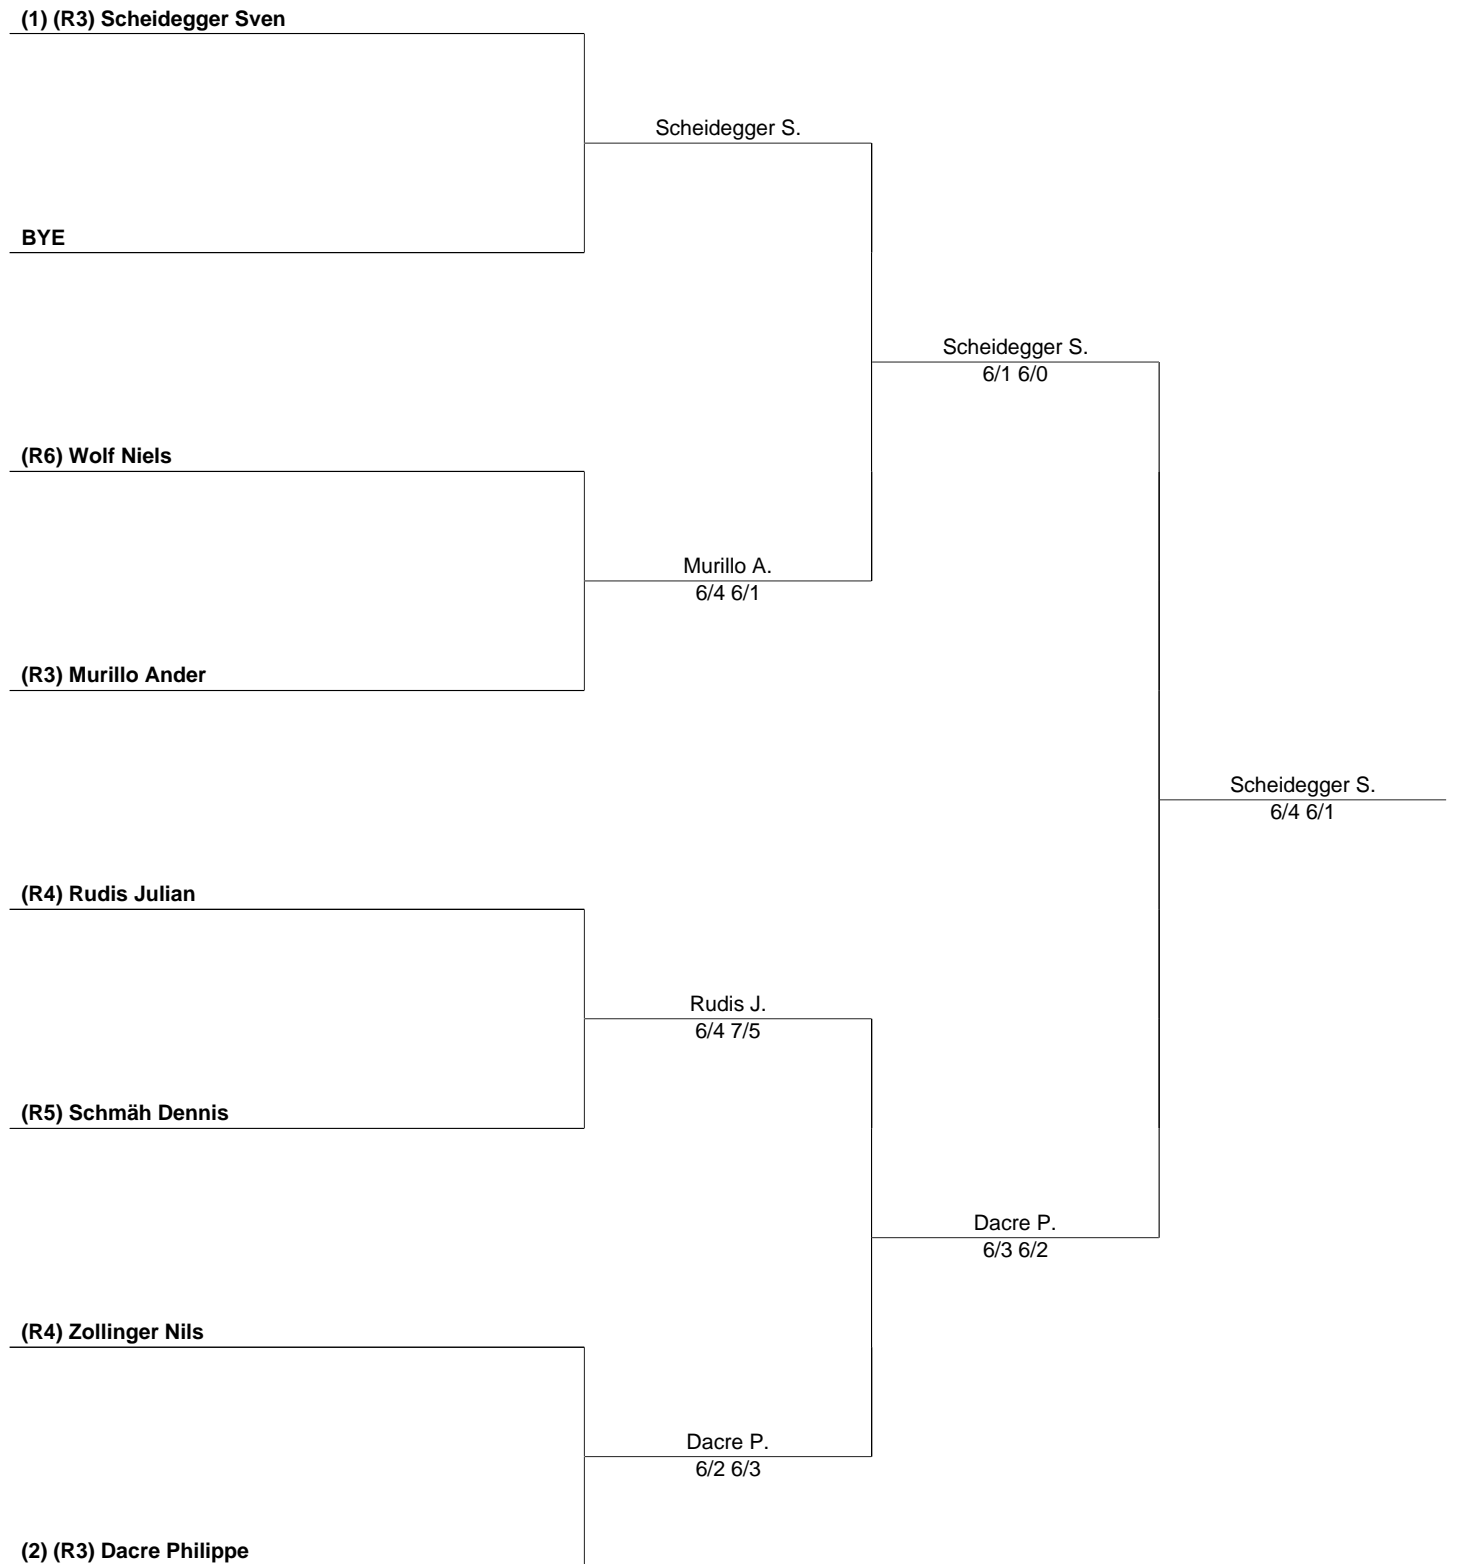 (1) (R3) Scheidegger Sven
Scheidegger S.
BYE
Scheidegger S.
6/1 6/0
(R6) Wolf Niels
Murillo A.
6/4 6/1
(R3) Murillo Ander
Scheidegger S.
6/4 6/1
(R4) Rudis Julian
Rudis J.
6/4 7/5
(R5) Schmäh Dennis
Dacre P.
6/3 6/2
(R4) Zollinger Nils
Dacre P.
6/2 6/3
(2) (R3) Dacre Philippe